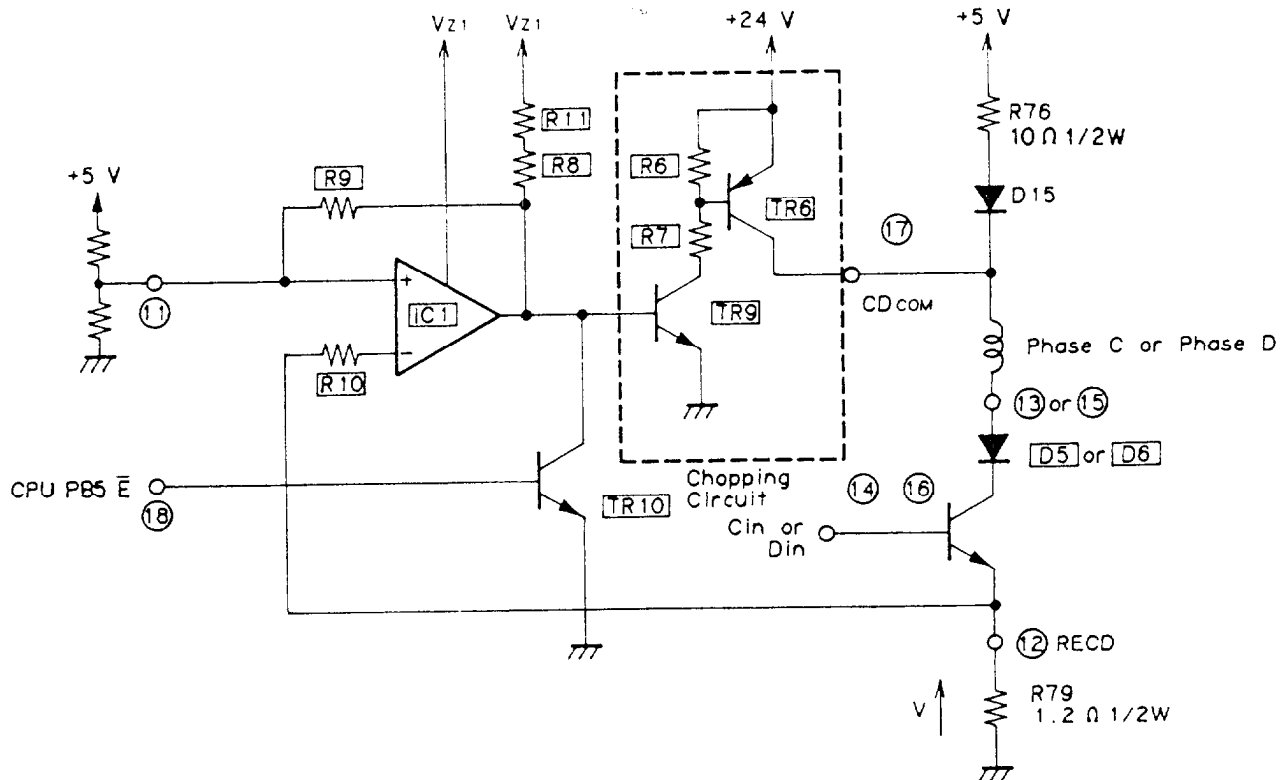 Vz1
Vz1
+24 V
+5 V
R11
R8
R76
10 Ω 1/2W
+5 V
R9
R6
TR6
D15
R7
17
11
IC1
TR9
CDCOM
R10
Phase C or Phase D
13 or 15
D5 or D6
CPU PB5 E̅
18
TR10
Chopping
Circuit
14
16
Cin or
Din
12 RECD
V
R79
1.2 Ω 1/2W
+
−